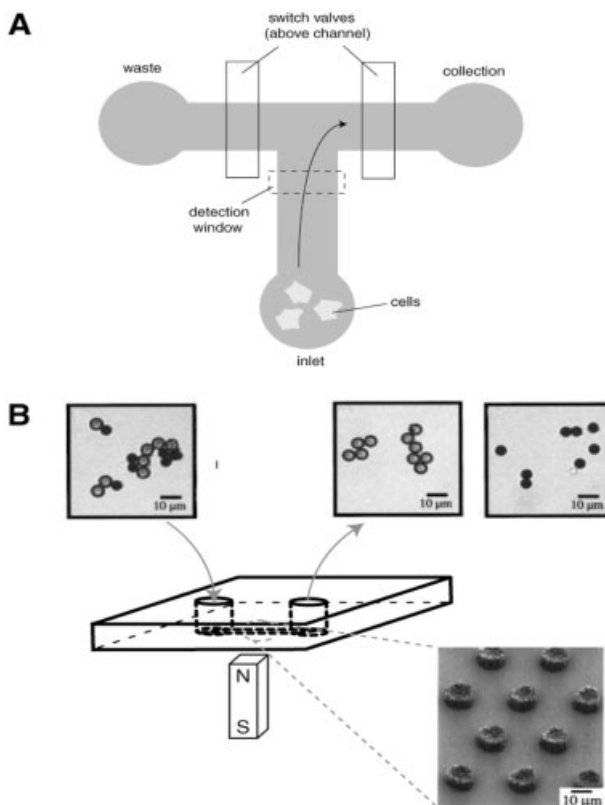 A
switch valves
(above channel)
waste
collection
detection
window
cells
inlet
B
10 μm
10 μm
10 μm
N
S
10 μm